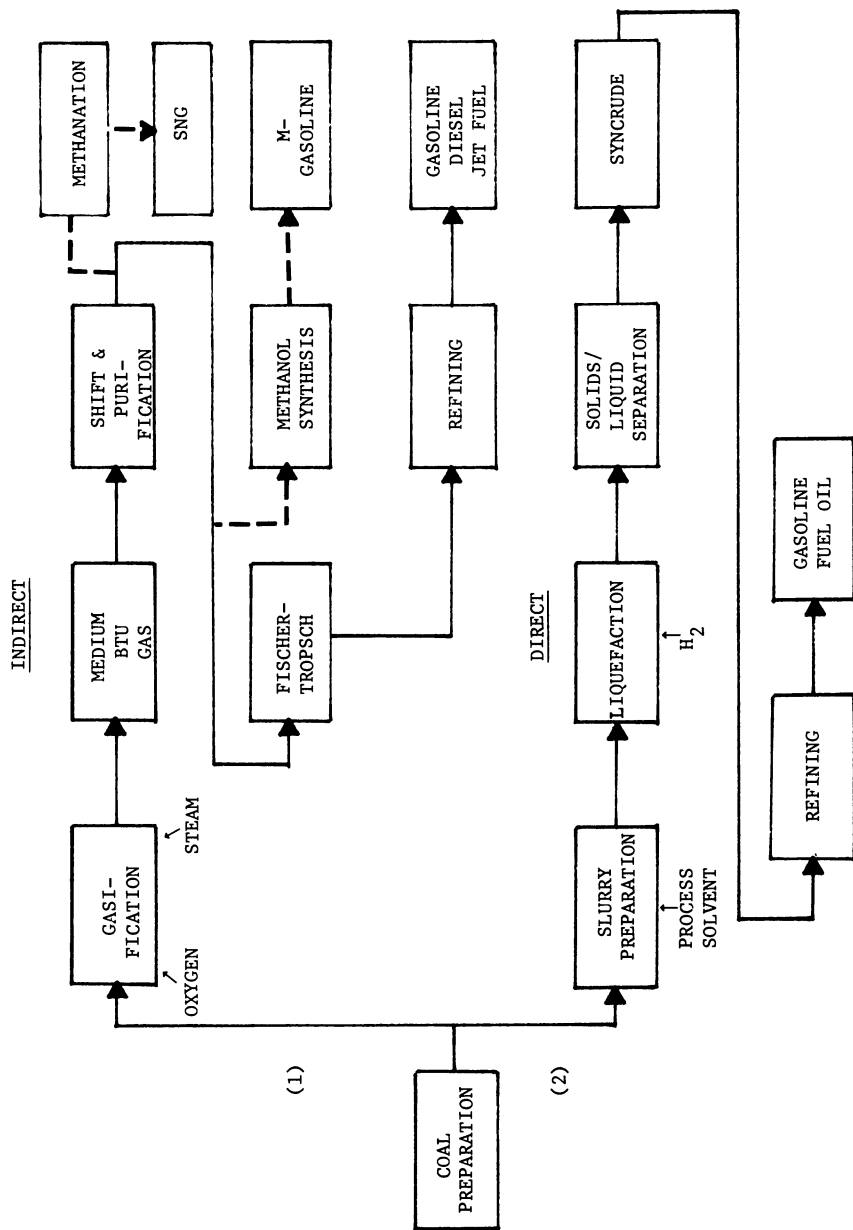 COAL
PREPARATION
(1)
INDIRECT
GASI-
FICATION
OXYGEN
STEAM
MEDIUM
BTU
GAS
SHIFT &
PURI-
FICATION
METHANATION
SNG
METHANOL
SYNTHESIS
M-
GASOLINE
FISCHER-
TROPSCH
REFINING
GASOLINE
DIESEL
JET FUEL
(2)
DIRECT
SLURRY
PREPARATION
PROCESS
SOLVENT
LIQUEFACTION
H2
SOLIDS/
LIQUID
SEPARATION
SYNCRUDE
REFINING
GASOLINE
FUEL OIL